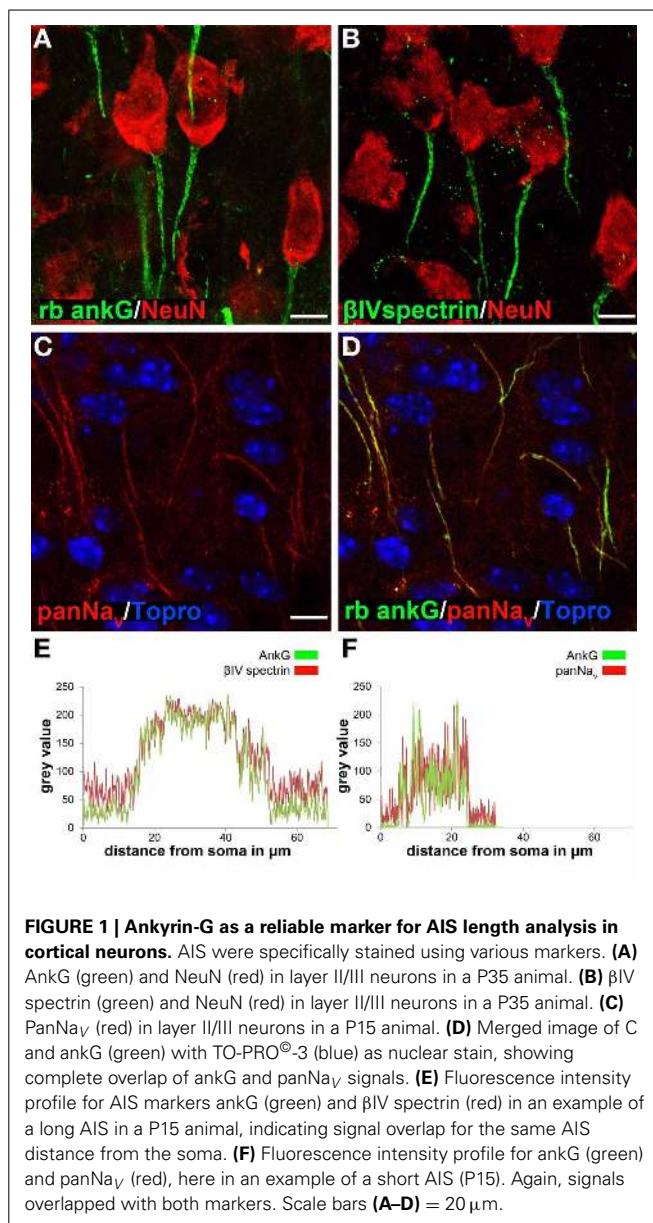 A
B
rb ankG/NeuN
βIVspectrin/NeuN
C
D
panNaᵥ/Topro
rb ankG/panNaᵥ/Topro
E
AnkG
βIV spectrin
grey value
250
200
150
100
50
0
0 20 40 60
distance from soma in µm
F
AnkG
panNaᵥ
grey value
250
200
150
100
50
0
0 20 40 60
distance from soma in µm
FIGURE 1 | Ankyrin-G as a reliable marker for AIS length analysis in
cortical neurons. AIS were specifically stained using various markers. (A)
AnkG (green) and NeuN (red) in layer II/III neurons in a P35 animal. (B) βIV
spectrin (green) and NeuN (red) in layer II/III neurons in a P35 animal. (C)
PanNaV (red) in layer II/III neurons in a P15 animal. (D) Merged image of C
and ankG (green) with TO-PRO©-3 (blue) as nuclear stain, showing
complete overlap of ankG and panNaV signals. (E) Fluorescence intensity
profile for AIS markers ankG (green) and βIV spectrin (red) in an example of
a long AIS in a P15 animal, indicating signal overlap for the same AIS
distance from the soma. (F) Fluorescence intensity profile for ankG (green)
and panNaV (red), here in an example of a short AIS (P15). Again, signals
overlapped with both markers. Scale bars (A–D) = 20 µm.